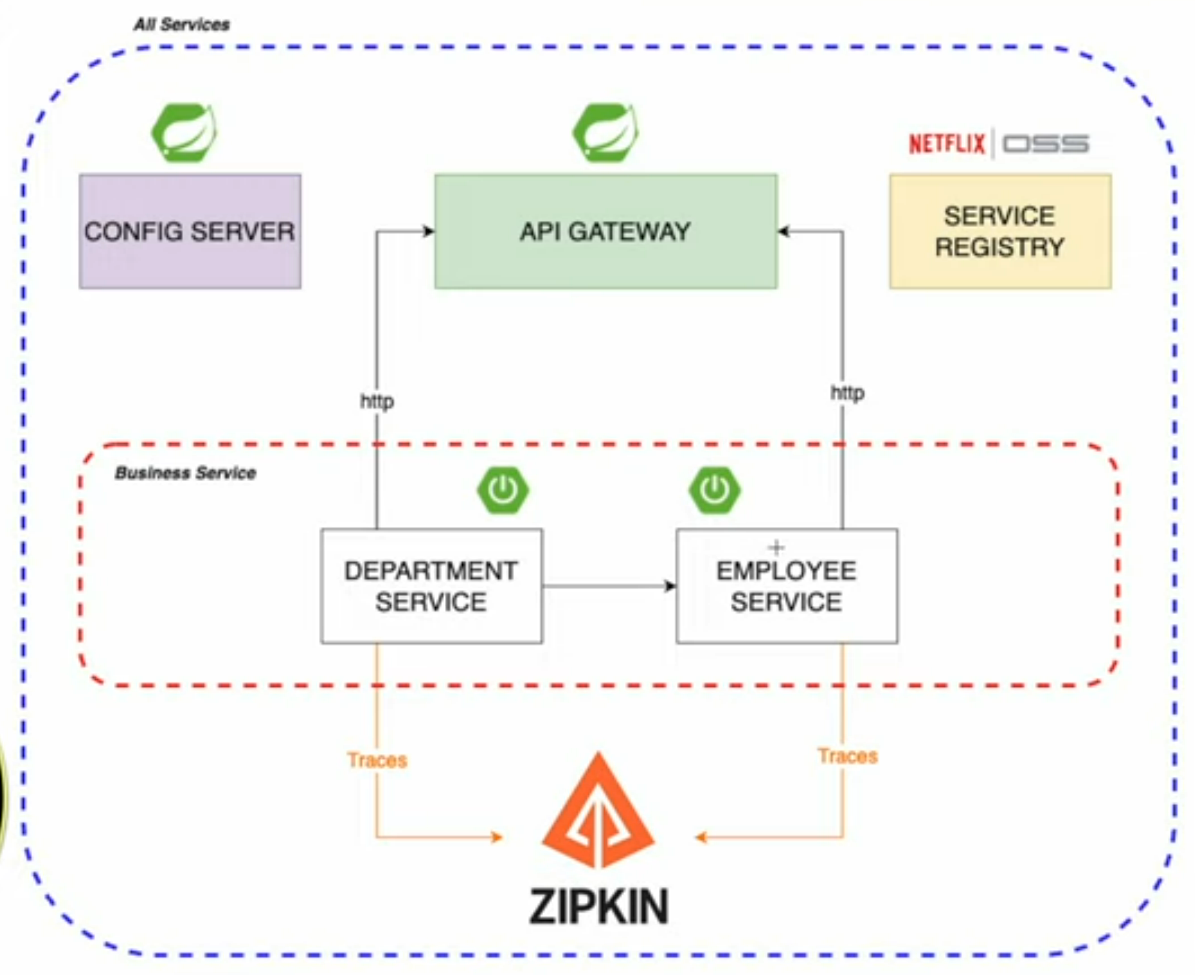 All Services
NETFLIX OSS
CONFIG SERVER
API GATEWAY
SERVICE
REGISTRY
http
http
Business Service
DEPARTMENT
SERVICE
EMPLOYEE
SERVICE
Traces
Traces
ZIPKIN